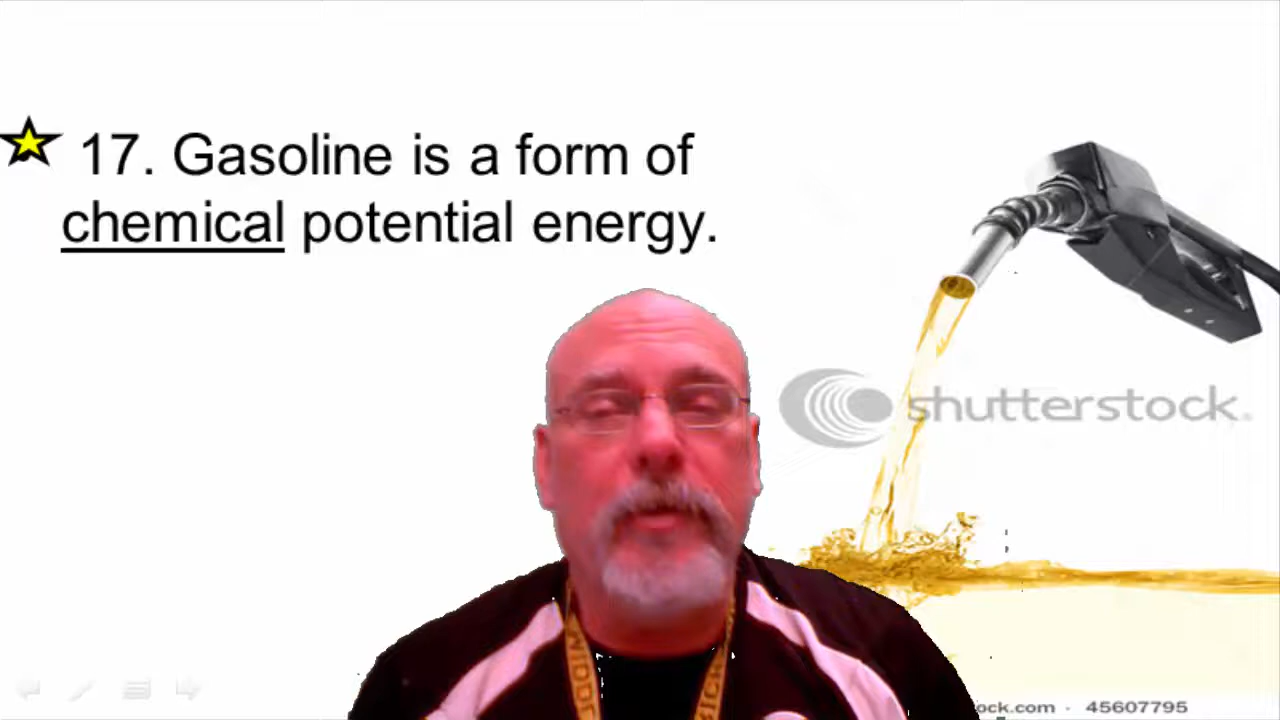 17. Gasoline is a form of
chemical potential energy.
shutterstock.
ock.com · 45607795